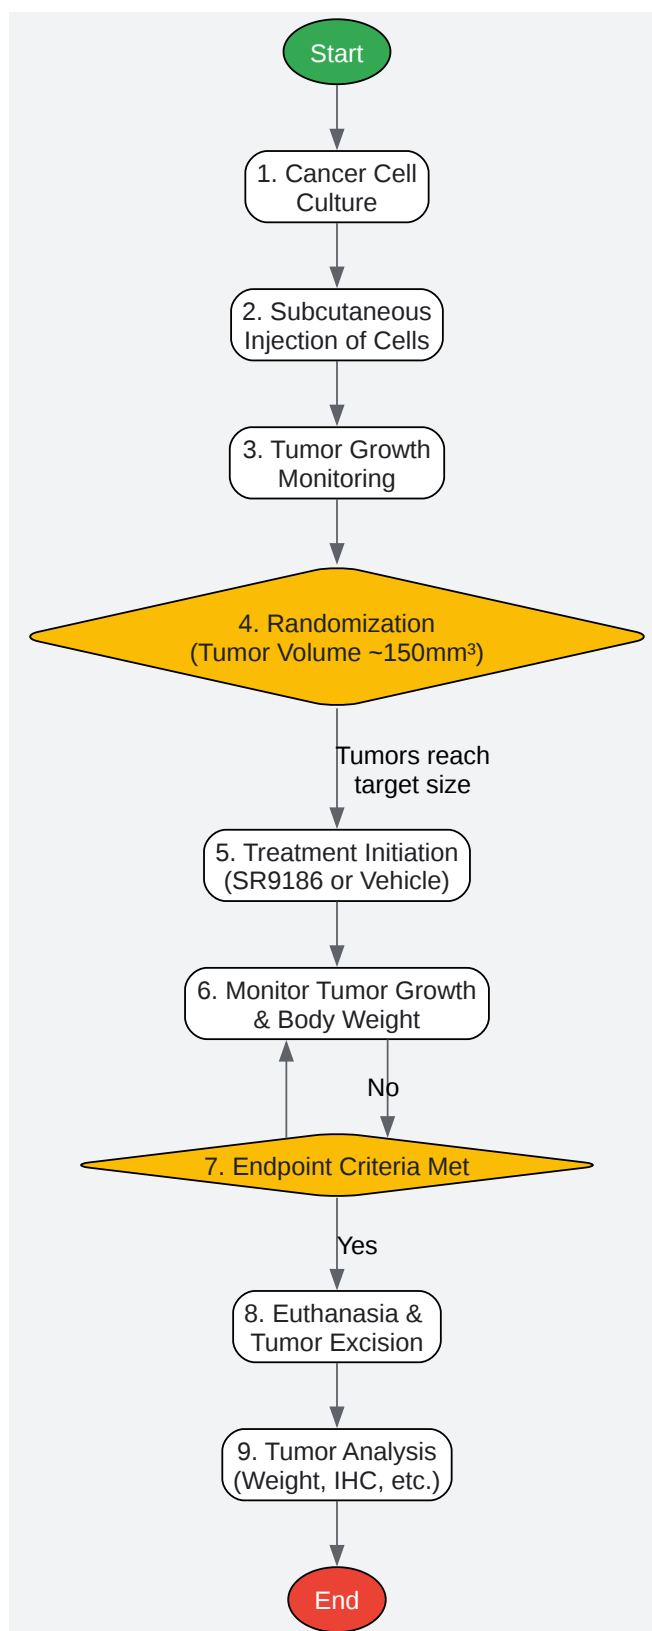 Start
1. Cancer Cell
Culture
2. Subcutaneous
Injection of Cells
3. Tumor Growth
Monitoring
4. Randomization
(Tumor Volume ~150mm³)
Tumors reach
target size
5. Treatment Initiation
(SR9186 or Vehicle)
6. Monitor Tumor Growth
& Body Weight
No
7. Endpoint Criteria Met
Yes
8. Euthanasia &
Tumor Excision
9. Tumor Analysis
(Weight, IHC, etc.)
End